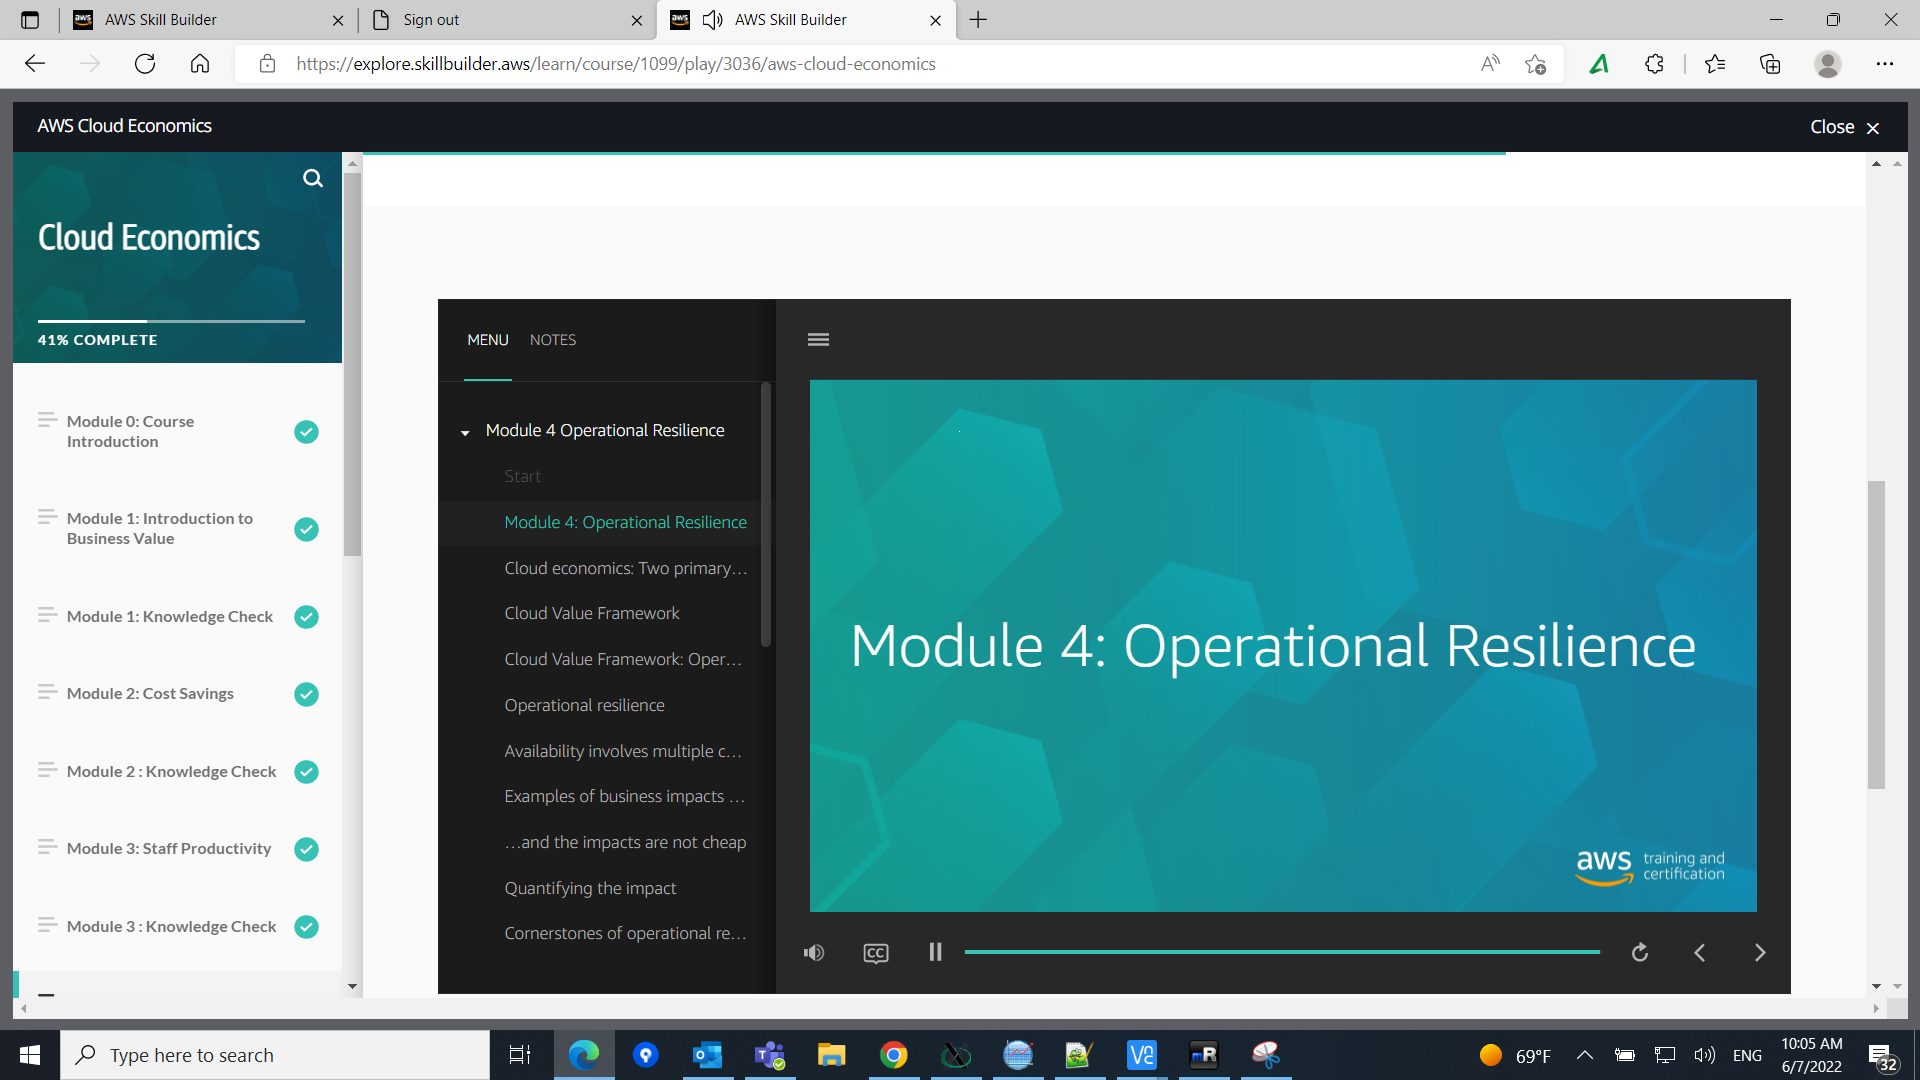 AWS Skill Builder
Sign out
AWS Skill Builder
https://explore.skillbuilder.aws/learn/course/1099/play/3036/aws-cloud-economics
AWS Cloud Economics
Close
Cloud Economics
41% COMPLETE
Module 0: Course
Introduction
Module 1: Introduction to
Business Value
Module 1: Knowledge Check
Module 2: Cost Savings
Module 2 : Knowledge Check
Module 3: Staff Productivity
Module 3 : Knowledge Check
MENU
NOTES
Module 4 Operational Resilience
Start
Module 4: Operational Resilience
Cloud economics: Two primary...
Cloud Value Framework
Cloud Value Framework: Oper...
Operational resilience
Availability involves multiple c...
Examples of business impacts ...
...and the impacts are not cheap
Quantifying the impact
Cornerstones of operational re...
Module 4: Operational Resilience
aws training and
certification
CC
Type here to search
69°F
ENG
10:05 AM
6/7/2022
32